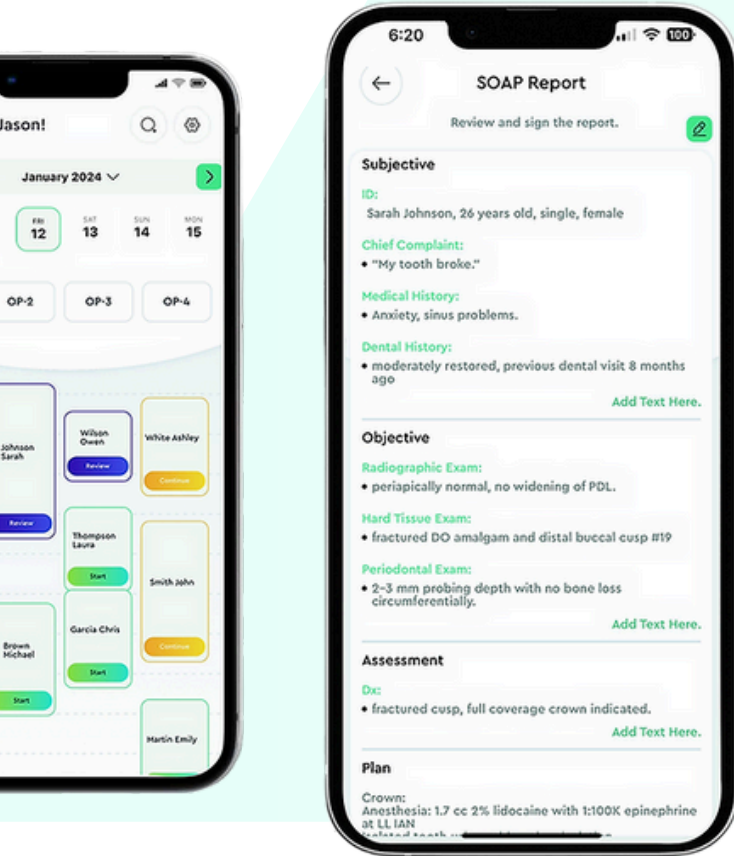 Jason!
January 2024
FRI
12
SAT
13
SUN
14
MON
15
OP-2
OP-3
OP-4
Johnson
Sarah
Review
Wilson
Owen
Review
White Ashley
Continue
Thompson
Laura
Start
Smith John
Continue
Garcia Chris
Start
Brown
Michael
Start
Martin Emily
6:20
100
SOAP Report
Review and sign the report.
Subjective
ID:
Sarah Johnson, 26 years old, single, female
Chief Complaint:
• "My tooth broke."
Medical History:
• Anxiety, sinus problems.
Dental History:
• moderately restored, previous dental visit 8 months
ago
Add Text Here.
Objective
Radiographic Exam:
• periapically normal, no widening of PDL.
Hard Tissue Exam:
• fractured DO amalgam and distal buccal cusp #19
Periodontal Exam:
• 2-3 mm probing depth with no bone loss
circumferentially.
Add Text Here.
Assessment
Dx:
• fractured cusp, full coverage crown indicated.
Add Text Here.
Plan
Crown:
Anesthesia: 1.7 cc 2% lidocaine with 1:100K epinephrine
at LL IAN